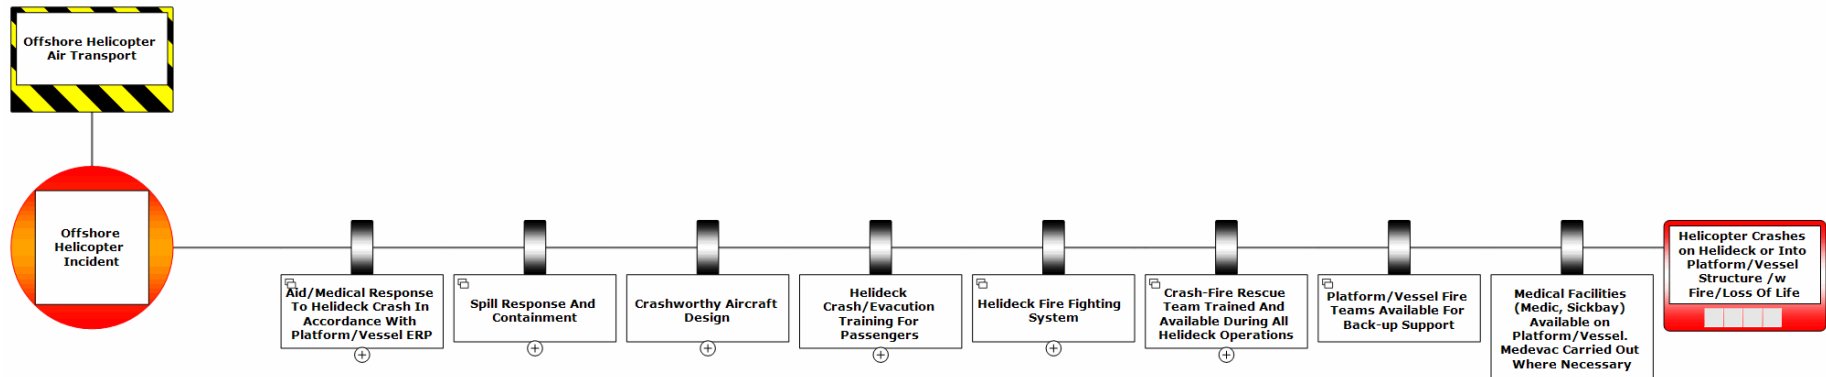 Offshore Helicopter
Air Transport
Offshore
Helicopter
Incident
Aid/Medical Response
To Helideck Crash In
Accordance With
Platform/Vessel ERP
Spill Response And
Containment
Crashworthy Aircraft
Design
Helideck
Crash/Evacution
Training For
Passengers
Helideck Fire Fighting
System
Crash-Fire Rescue
Team Trained And
Available During All
Helideck Operations
Platform/Vessel Fire
Teams Available For
Back-up Support
Medical Facilities
(Medic, Sickbay)
Available on
Platform/Vessel.
Medevac Carried Out
Where Necessary
Helicopter Crashes
on Helideck or Into
Platform/Vessel
Structure /w
Fire/Loss Of Life